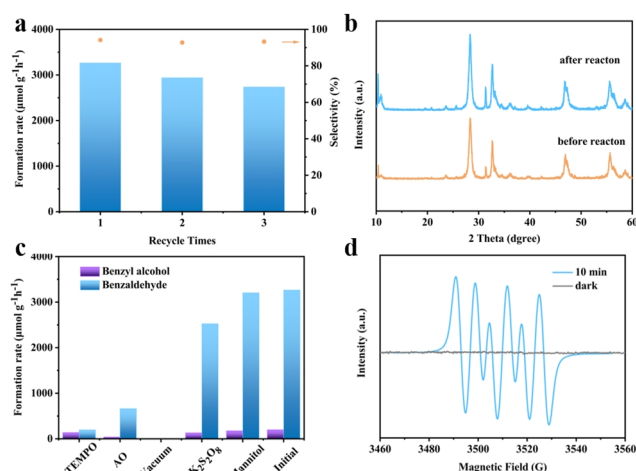 a
Formation rate (μmol g⁻¹h⁻¹)
4000
3000
2000
1000
0
1
2
3
Recycle Times
100
80
60
40
20
0
Selectivity (%)
b
Intensity (a.u.)
after reacton
before reacton
10
20
30
40
50
60
2 Theta (dgree)
c
Formation rate (μmol g⁻¹h⁻¹)
4000
3000
2000
1000
0
Benzyl alcohol
Benzaldehyde
TEMPO
AO
Vacuum
K₂S₂O₈
Mannitol
Initial
d
Intensity (a.u.)
10 min
dark
3460
3480
3500
3520
3540
3560
Magnetic Field (G)